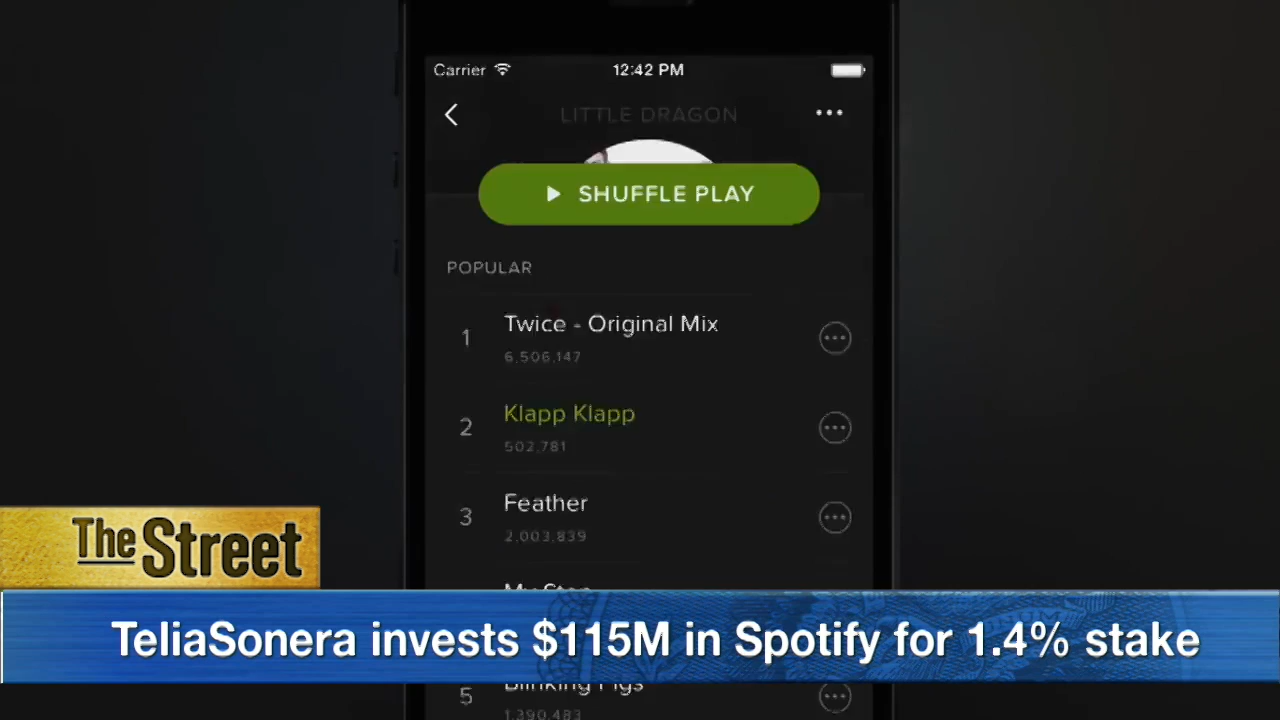 Carrier 12:42 PM
LITTLE DRAGON
SHUFFLE PLAY
POPULAR
1 Twice - Original Mix
6,506,147
2 Klapp Klapp
502,781
3 Feather
2,003,839
The Street
TeliaSonera invests $115M in Spotify for 1.4% stake
5 Blinking Pigs
1,390,483